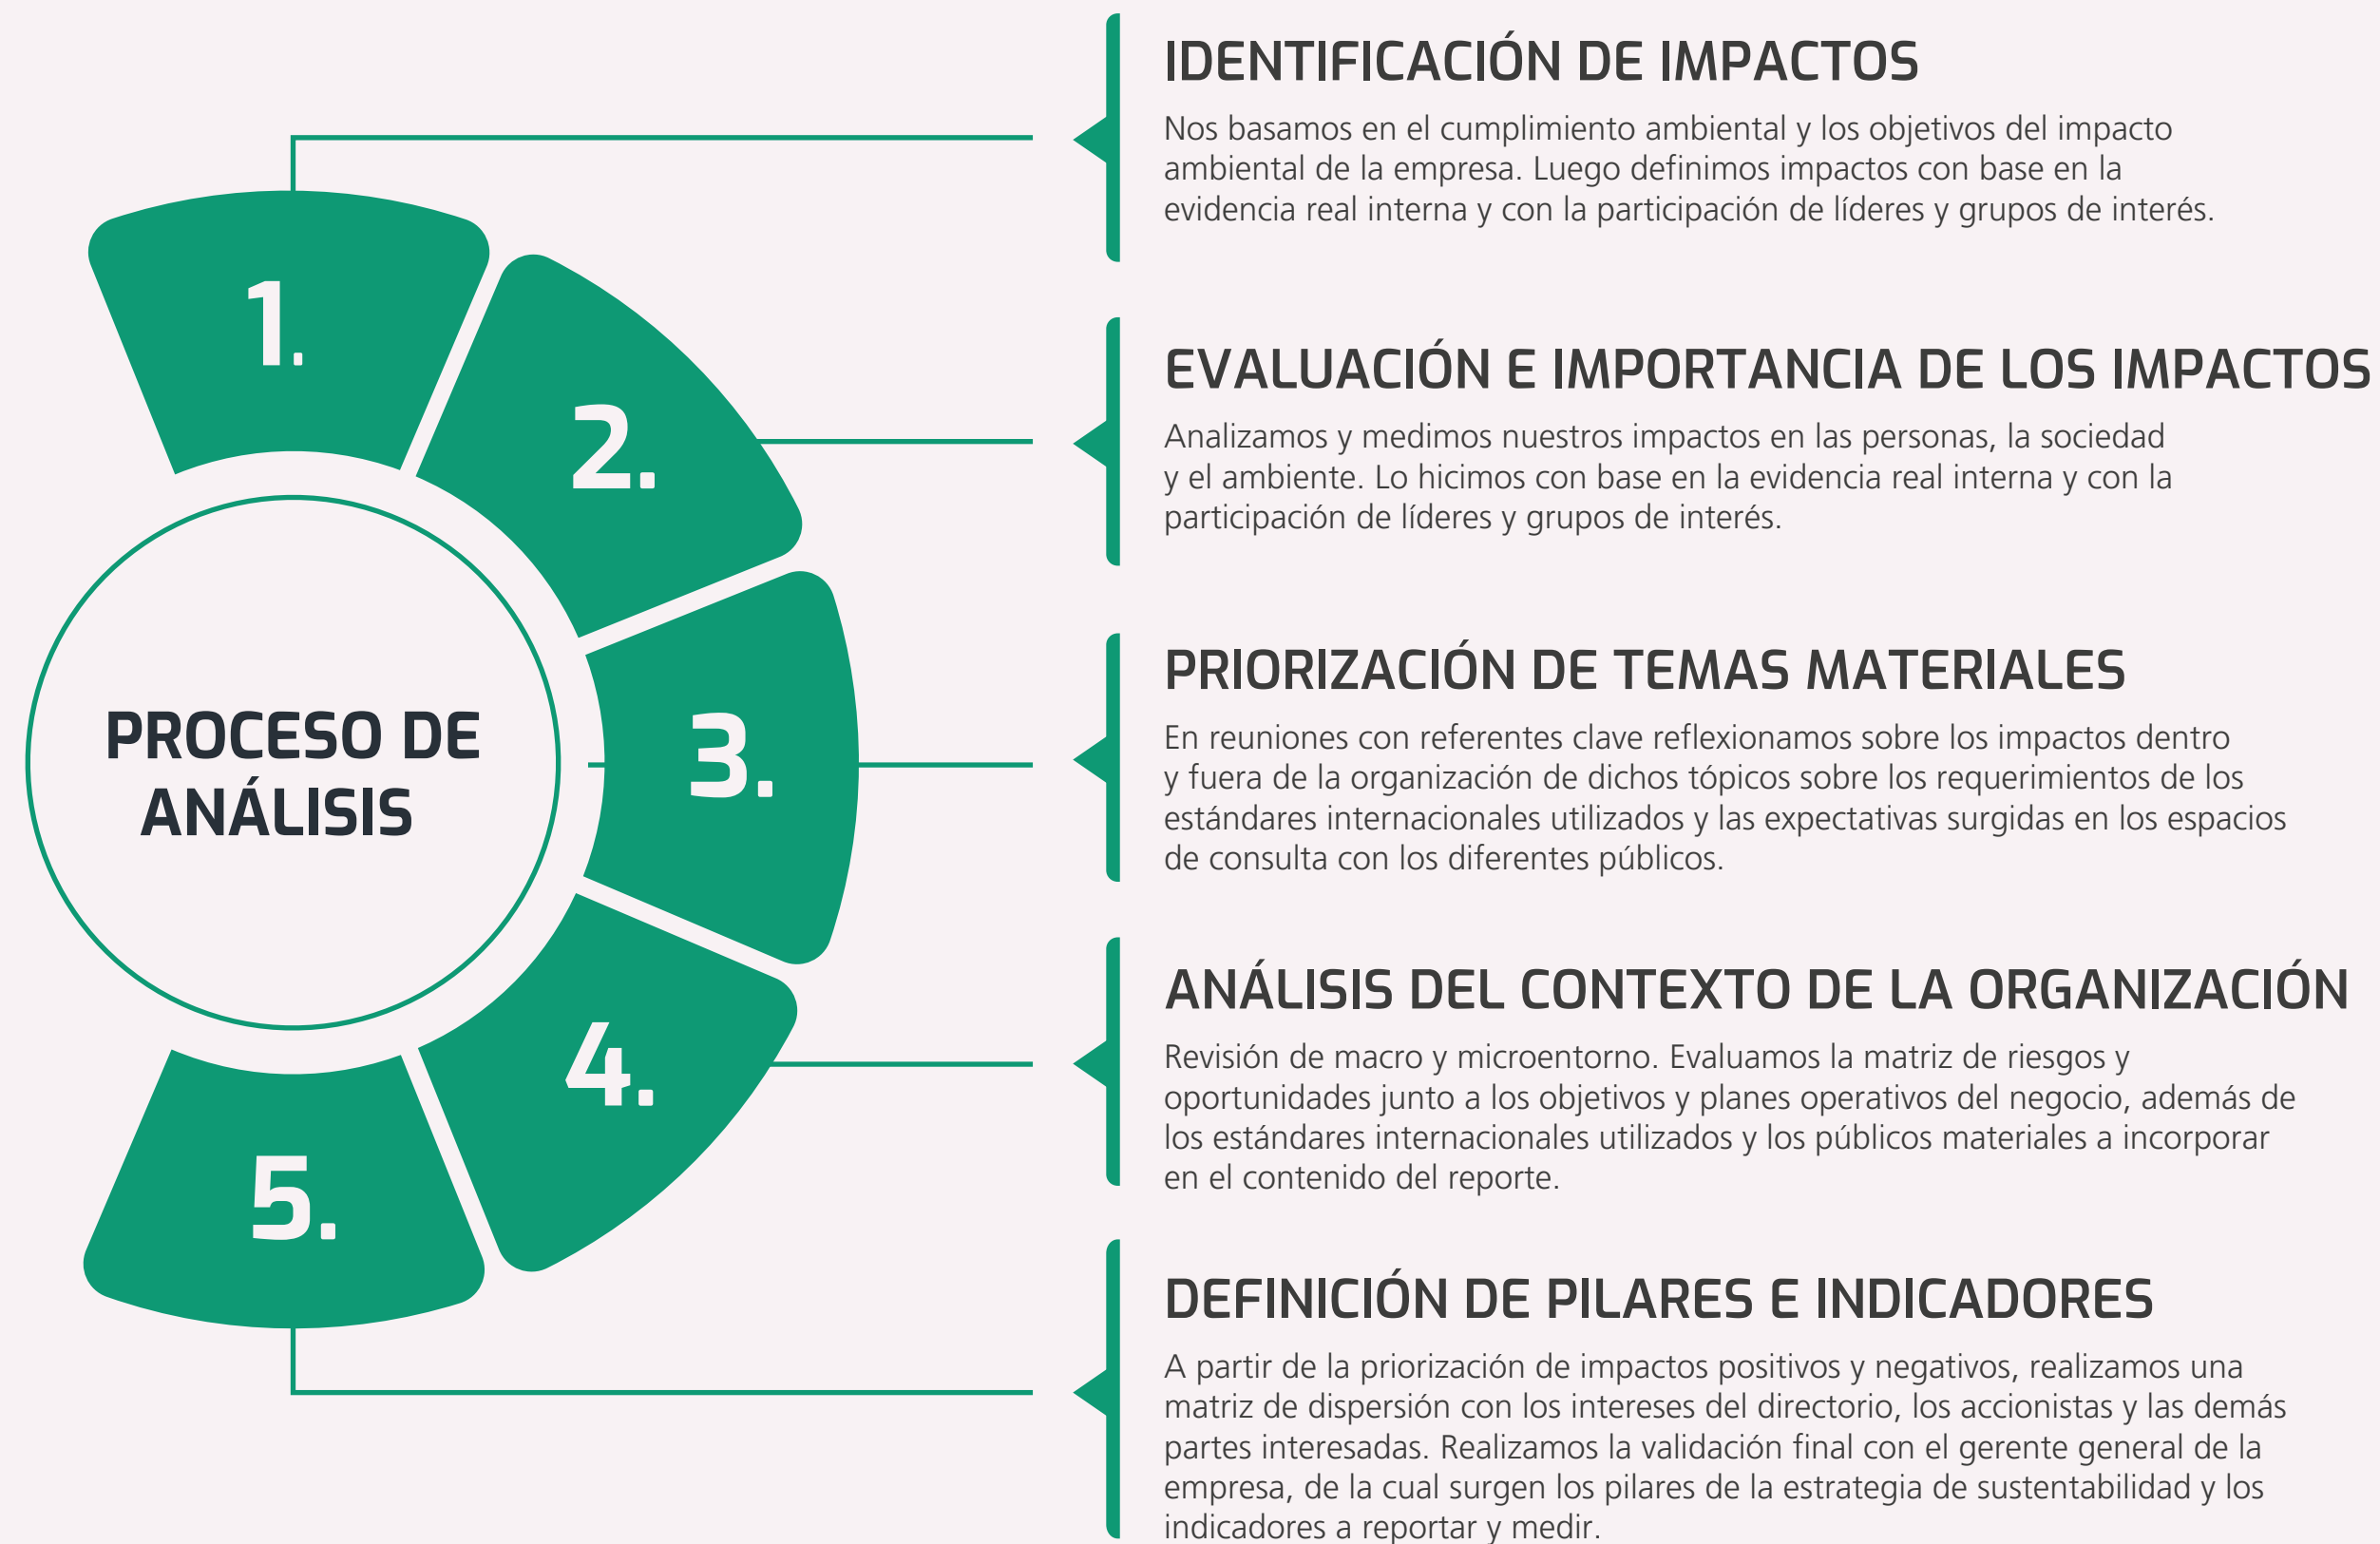 PROCESO DE
ANÁLISIS
1.
IDENTIFICACIÓN DE IMPACTOS
Nos basamos en el cumplimiento ambiental y los objetivos del impacto
ambiental de la empresa. Luego definimos impactos con base en la
evidencia real interna y con la participación de líderes y grupos de interés.
2.
EVALUACIÓN E IMPORTANCIA DE LOS IMPACTOS
Analizamos y medimos nuestros impactos en las personas, la sociedad
y el ambiente. Lo hicimos con base en la evidencia real interna y con la
participación de líderes y grupos de interés.
3.
PRIORIZACIÓN DE TEMAS MATERIALES
En reuniones con referentes clave reflexionamos sobre los impactos dentro
y fuera de la organización de dichos tópicos sobre los requerimientos de los
estándares internacionales utilizados y las expectativas surgidas en los espacios
de consulta con los diferentes públicos.
4.
ANÁLISIS DEL CONTEXTO DE LA ORGANIZACIÓN
Revisión de macro y microentorno. Evaluamos la matriz de riesgos y
oportunidades junto a los objetivos y planes operativos del negocio, además de
los estándares internacionales utilizados y los públicos materiales a incorporar
en el contenido del reporte.
5.
DEFINICIÓN DE PILARES E INDICADORES
A partir de la priorización de impactos positivos y negativos, realizamos una
matriz de dispersión con los intereses del directorio, los accionistas y las demás
partes interesadas. Realizamos la validación final con el gerente general de la
empresa, de la cual surgen los pilares de la estrategia de sustentabilidad y los
indicadores a reportar y medir.